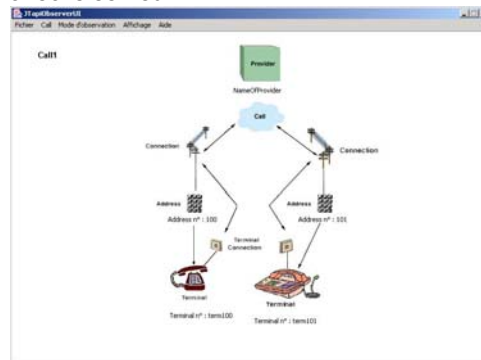 JTapiObserverUI
Fichier Call Mode d'observation Affichage Aide
Call1
Provider
NameOfProvider
Call
Connection
Connection
Address
Address
Address n° : 100
Address n° : 101
Terminal
Connection
Terminal
Terminal
Terminal n° : term100
Terminal n° : term101